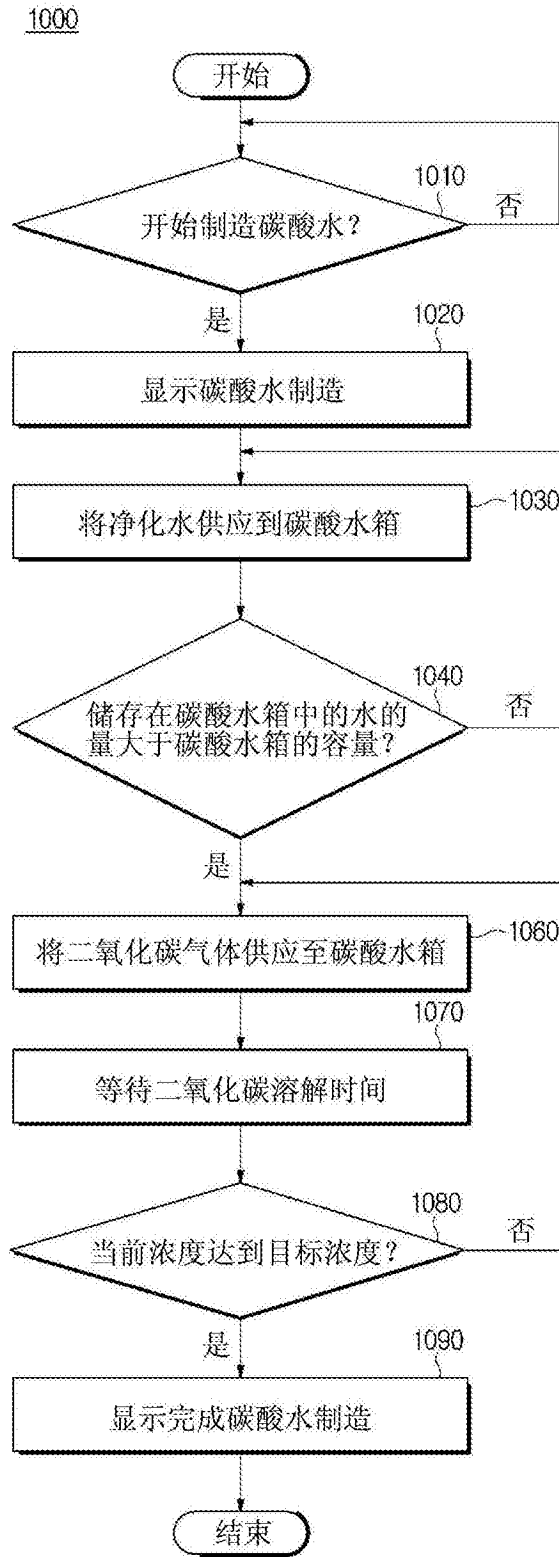 1000
开始
1010
开始制造碳酸水？
否
是
1020
显示碳酸水制造
将净化水供应到碳酸水箱
1030
1040
储存在碳酸水箱中的水的
量大于碳酸水箱的容量？
否
是
将二氧化碳气体供应至碳酸水箱
1060
1070
等待二氧化碳溶解时间
1080
当前浓度达到目标浓度？
否
是
1090
显示完成碳酸水制造
结束